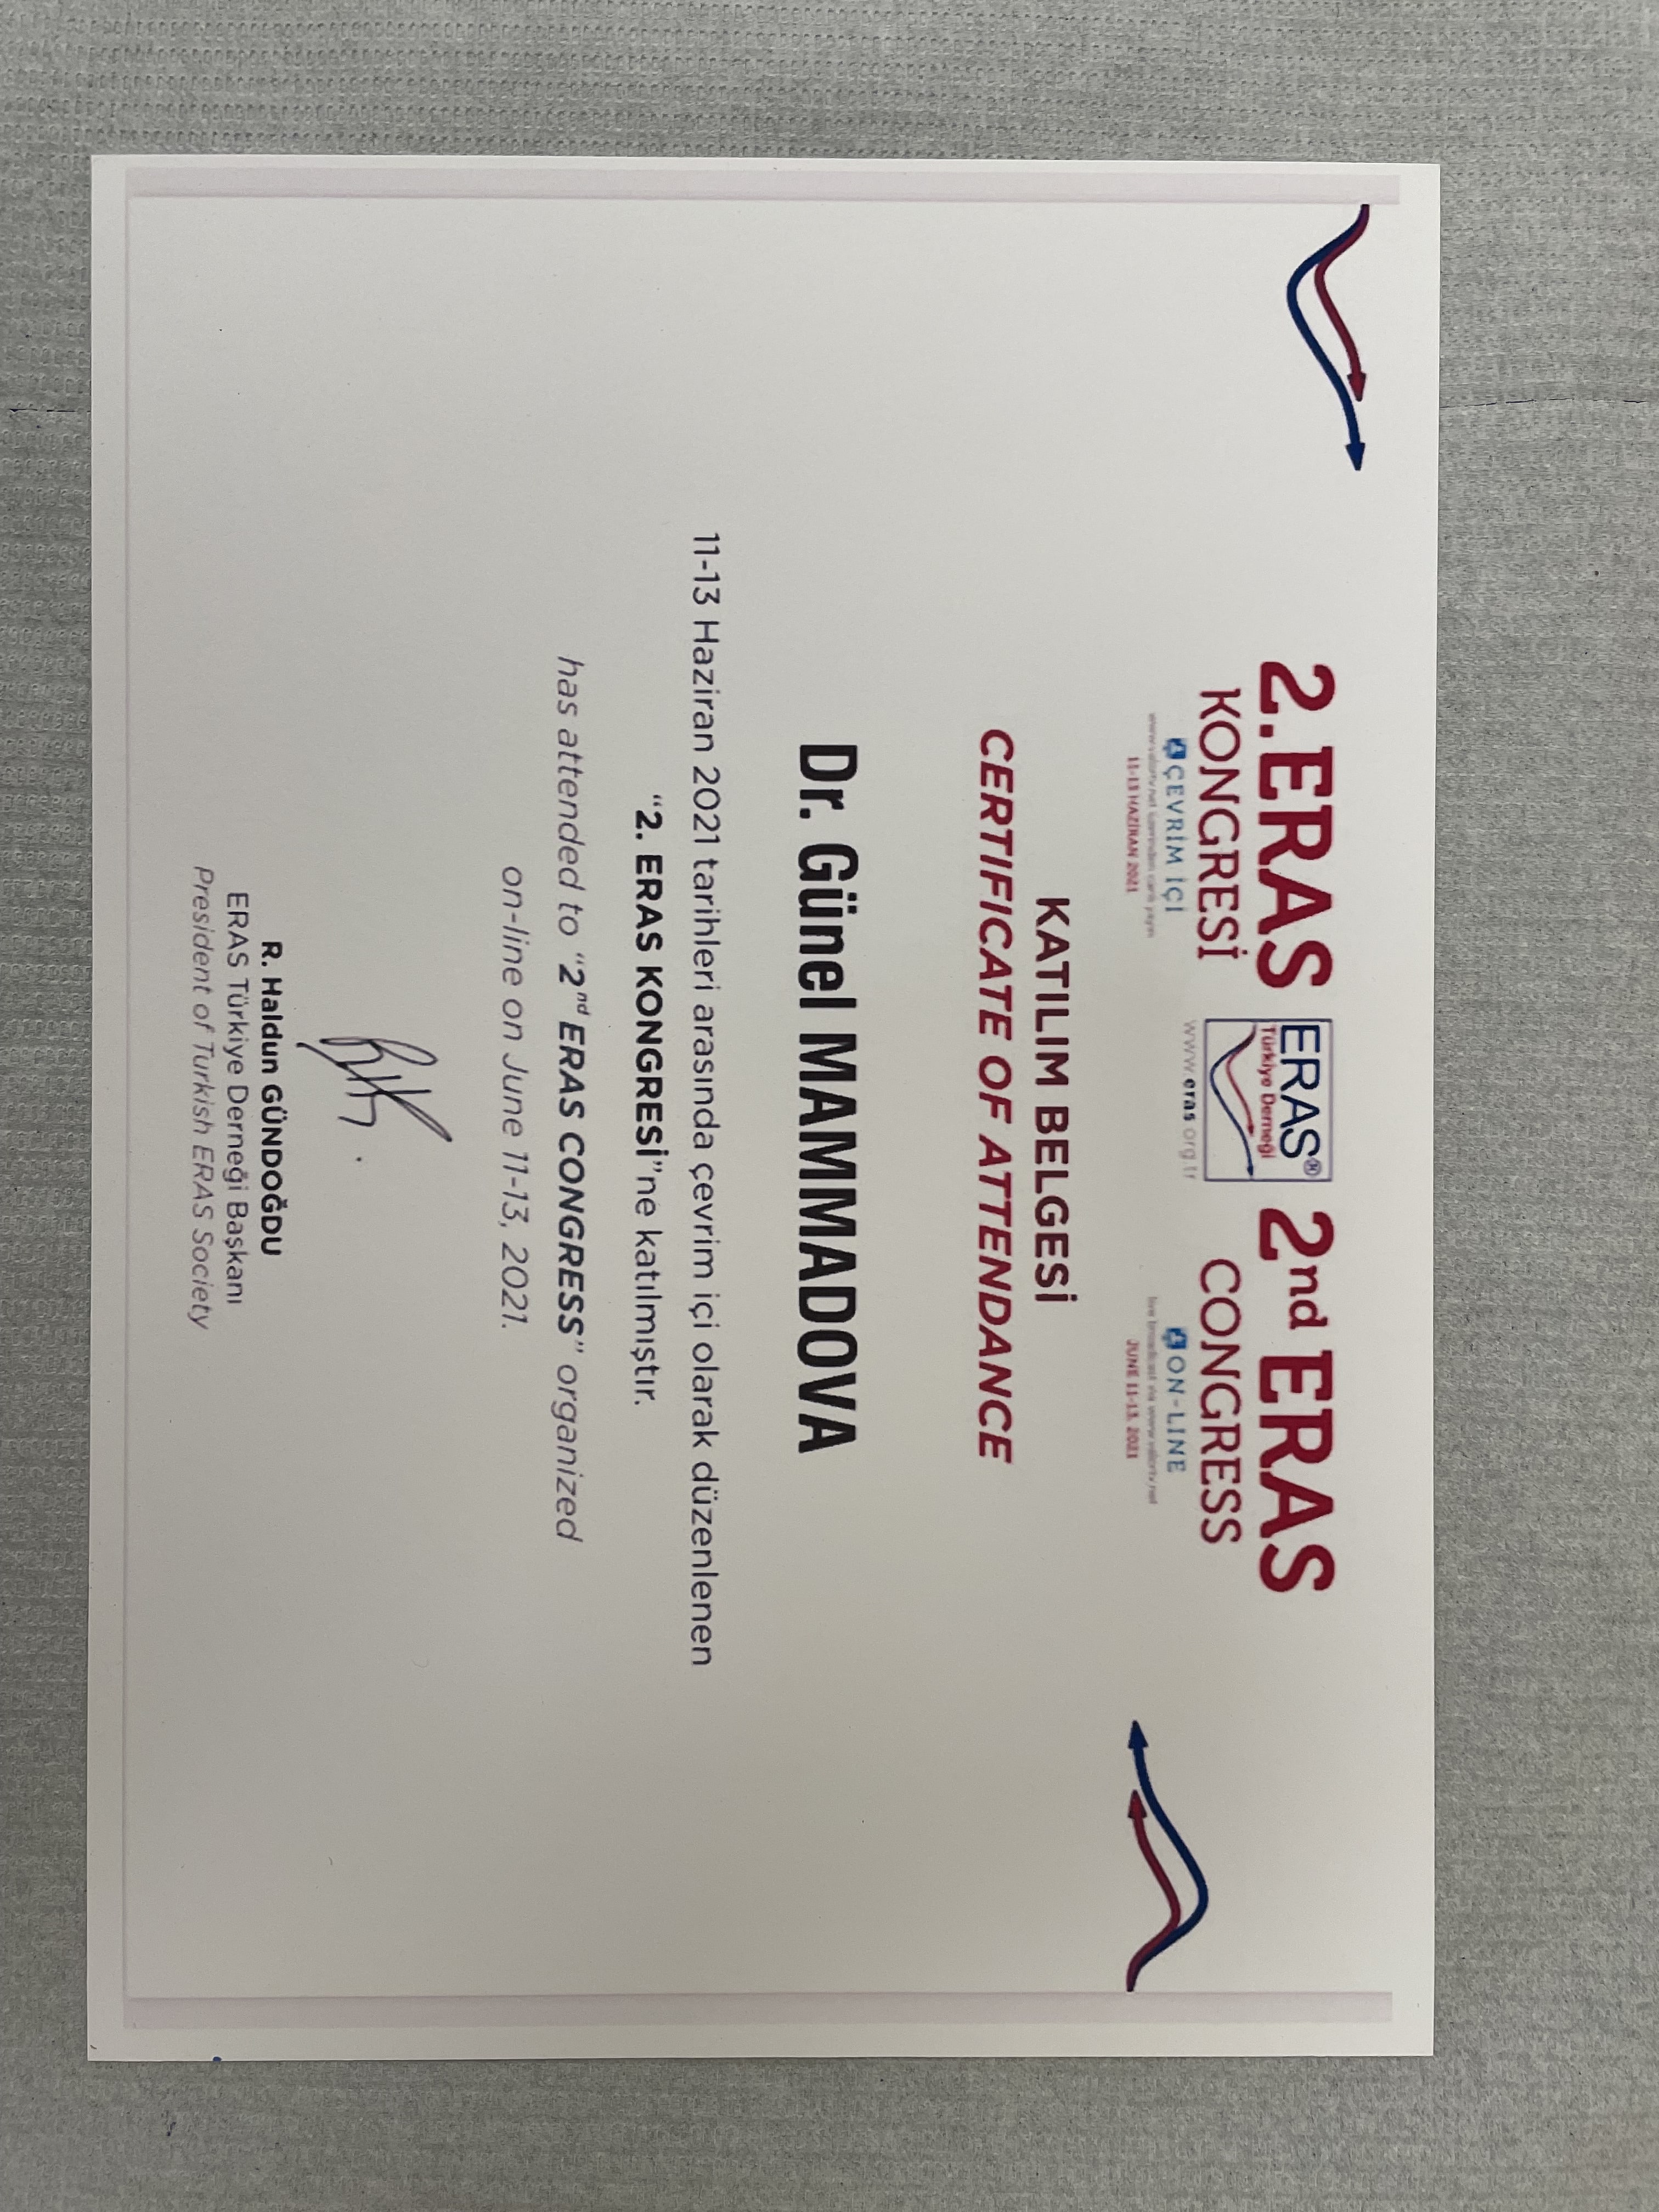 2. ERAS
KONGRESİ
ÇEVRİM İÇİ
11-13 HAZİRAN 2021
ERAS®
Türkiye Derneği
www.eras.org.tr
2nd ERAS
CONGRESS
ON-LINE
live broadcast via
JUNE 11-13, 2021
KATILIM BELGESİ
CERTIFICATE OF ATTENDANCE
Dr. Günel MAMMADOVA
11-13 Haziran 2021 tarihleri arasında çevrim içi olarak düzenlenen
“2. ERAS KONGRESİ”ne katılmıştır.
has attended to “2nd ERAS CONGRESS” organized
on-line on June 11-13, 2021.
R. Haldun GÜNDOĞDU
ERAS Türkiye Derneği Başkanı
President of Turkish ERAS Society